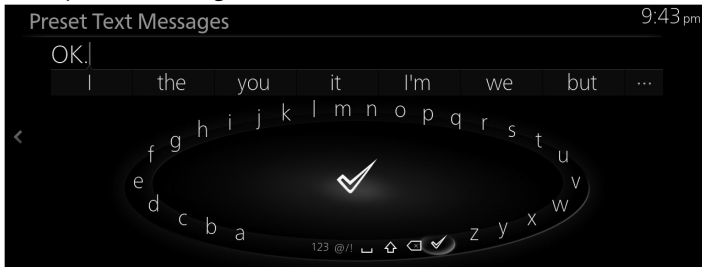 Preset Text Messages 9:43 pm
OK.
I the you it I'm we but ...
a b c d e f g h i j k l m n o p q r s t u v w x y z
123 @/!